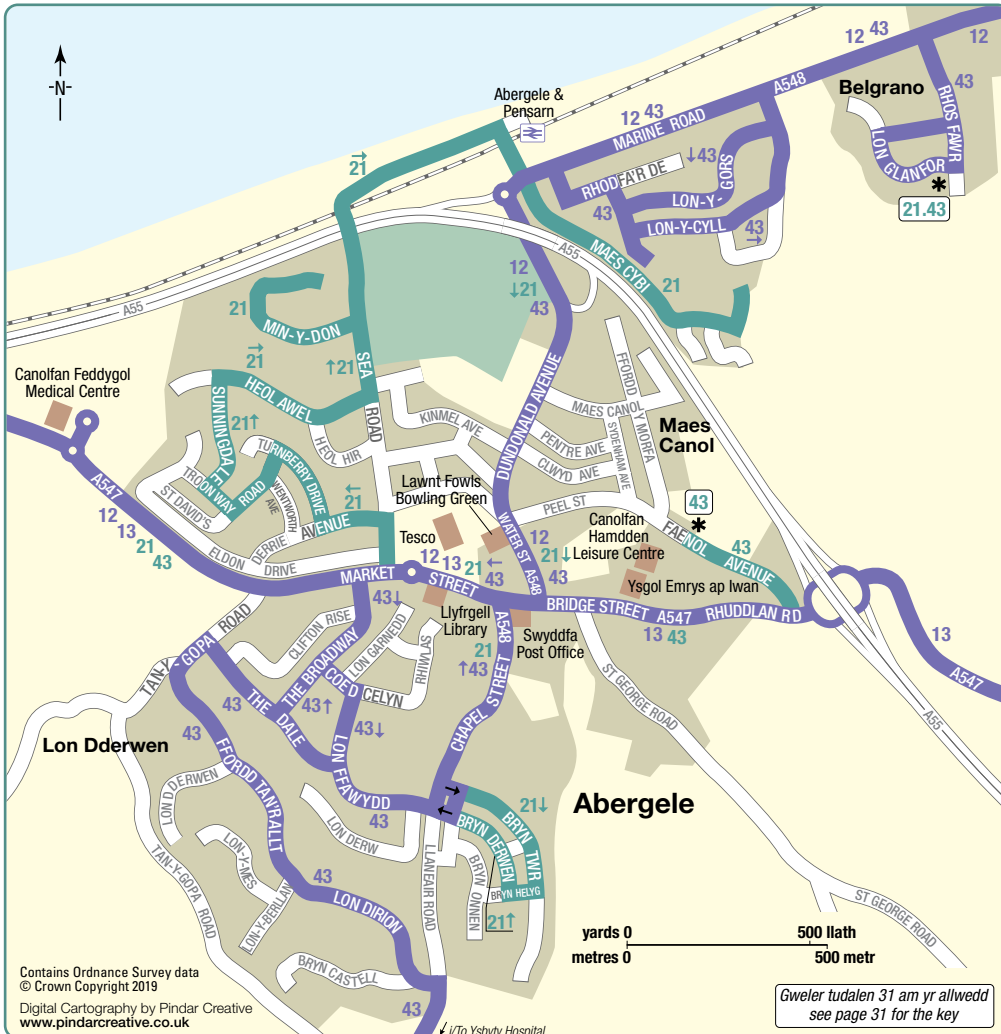 -N-
12 43
12
A548
Belgrano
43
RHOS FAWR
LON GLANFOR
*
21.43
Abergele &
Pensarn
12 43
MARINE ROAD
↓43
RHODFA'R DE
43
LON-Y-GORS
LON-Y-CYLL
43
→
→
21
A55
A55
12
↓21
43
MAES CYBI
21
21
MIN-Y-DON
↑21
SEA
ROAD
→
21
HEOL AWEL
Canolfan Feddygol
Medical Centre
SUNNINGDALE
21↑
HEOL HIR
KINMEL AVE
DUNDONALD AVENUE
FFORDD Y MORFA
MAES CANOL
Maes
Canol
PENTRE AVE
SYDENHAM AVE
CLWYD AVE
TURNBERRY DRIVE
TROON WAY
ROAD
WENTWORTH
AVE
ST DAVID'S
←
21
DERRIE AVENUE
ELDON DRIVE
A547
12
13
21
43
Lawnt Fowls
Bowling Green
PEEL ST
Tesco
WATER ST A548
43
*
FAENOL AVENUE
43
Canolfan
Hamdden
Leisure Centre
Ysgol Emrys ap Iwan
12
13
21
←
43
12
21↓
43
MARKET
STREET
BRIDGE STREET A547 RHUDDLAN RD
13 43
13
A547
A55
Llyfrgell
Library
Swyddfa
Post Office
A548
21
↑43
CHAPEL STREET
43↓
TAN-Y-GOPA ROAD
CLIFTON RISE
THE BROADWAY
LON GARNEDD
RHIWLAS
COED CELYN
43
43↑
THE DALE
43↓
LON FFAWYDD
43
ST GEORGE ROAD
ST GEORGE ROAD
Lon Dderwen
43
FFORDD TAN'R ALLT
LON DDERWEN
LON-Y-MES
LON-Y-BERLLAN
TAN-Y-GOPA ROAD
43
LON DIRION
LON DERW
Abergele
21↓
BRYN TWR
BRYN DERWEN
BRYN HELYG
BRYN ONNEN
21↑
LLANFAIR ROAD
BRYN CASTELL
43
i/To Ysbyty Hospital
yards 0 500 llath
metres 0 500 metr
Contains Ordnance Survey data
© Crown Copyright 2019
Digital Cartography by Pindar Creative
www.pindarcreative.co.uk
Gweler tudalen 31 am yr allwedd
see page 31 for the key